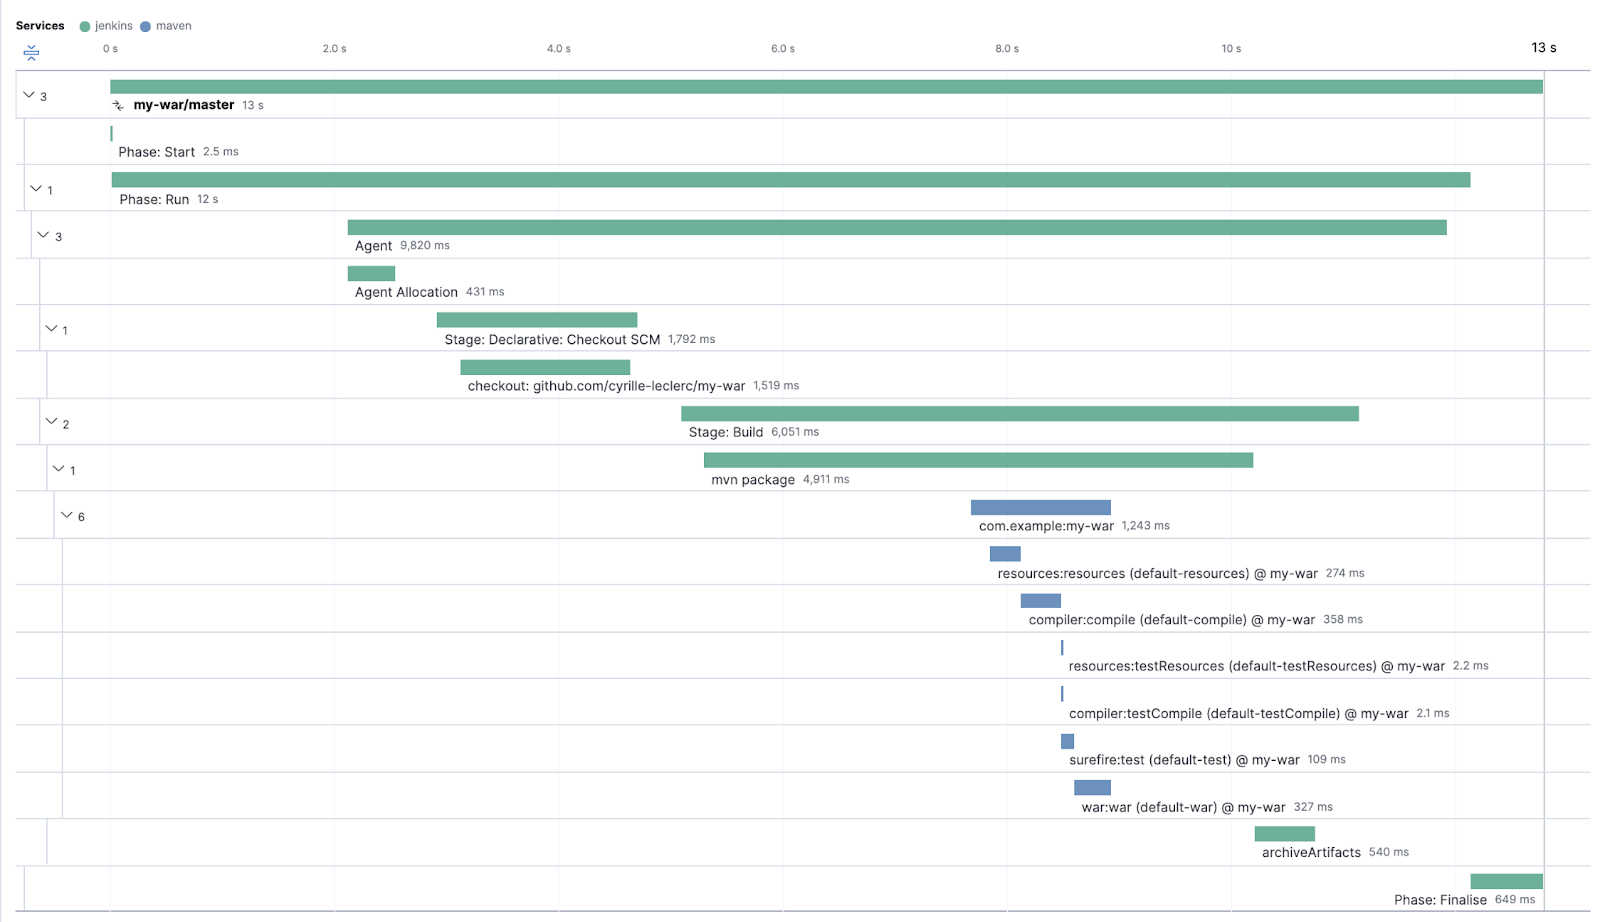 Services jenkins maven
0 s 2.0 s 4.0 s 6.0 s 8.0 s 10 s 13 s
3
my-war/master 13 s
Phase: Start 2.5 ms
1
Phase: Run 12 s
3
Agent 9,820 ms
Agent Allocation 431 ms
1
Stage: Declarative: Checkout SCM 1,792 ms
checkout: github.com/cyrille-leclerc/my-war 1,519 ms
2
Stage: Build 6,051 ms
1
mvn package 4,911 ms
6
com.example:my-war 1,243 ms
resources:resources (default-resources) @ my-war 274 ms
compiler:compile (default-compile) @ my-war 358 ms
resources:testResources (default-testResources) @ my-war 2.2 ms
compiler:testCompile (default-testCompile) @ my-war 2.1 ms
surefire:test (default-test) @ my-war 109 ms
war:war (default-war) @ my-war 327 ms
archiveArtifacts 540 ms
Phase: Finalise 649 ms